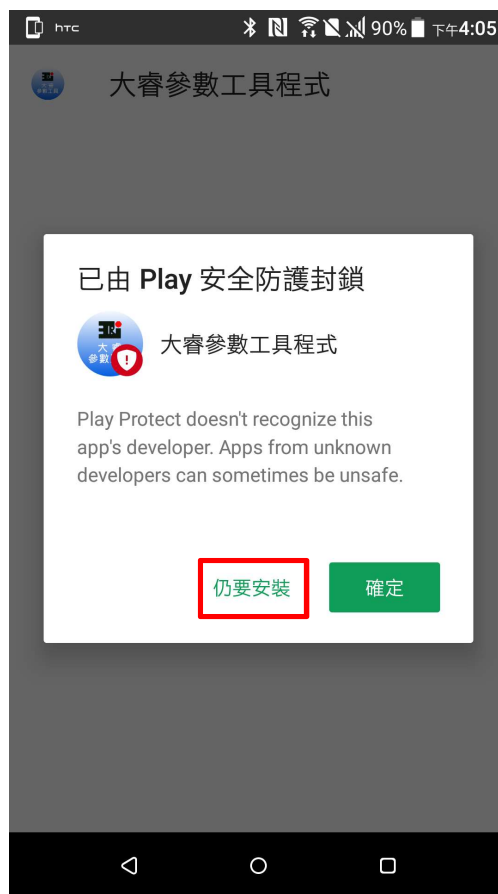 hTC 90% 下午4:05
大睿參數工具程式
已由 Play 安全防護封鎖
大睿參數工具程式
Play Protect doesn't recognize this
app's developer. Apps from unknown
developers can sometimes be unsafe.
仍要安裝 確定